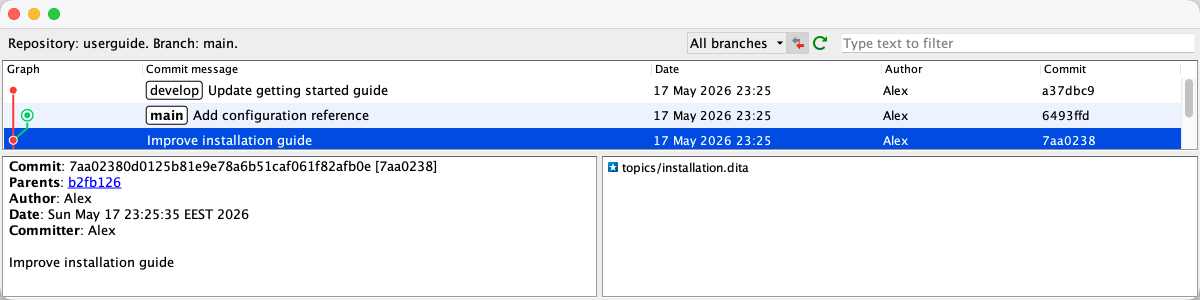 Repository: userguide. Branch: main.
All branches
Type text to filter
Graph Commit message Date Author Commit
develop Update getting started guide 17 May 2026 23:25 Alex a37dbc9
main Add configuration reference 17 May 2026 23:25 Alex 6493ffd
Improve installation guide 17 May 2026 23:25 Alex 7aa0238
Commit: 7aa02380d0125b81e9e78a6b51caf061f82afb0e [7aa0238]
Parents: b2fb126
Author: Alex
Date: Sun May 17 23:25:35 EEST 2026
Committer: Alex
Improve installation guide
topics/installation.dita